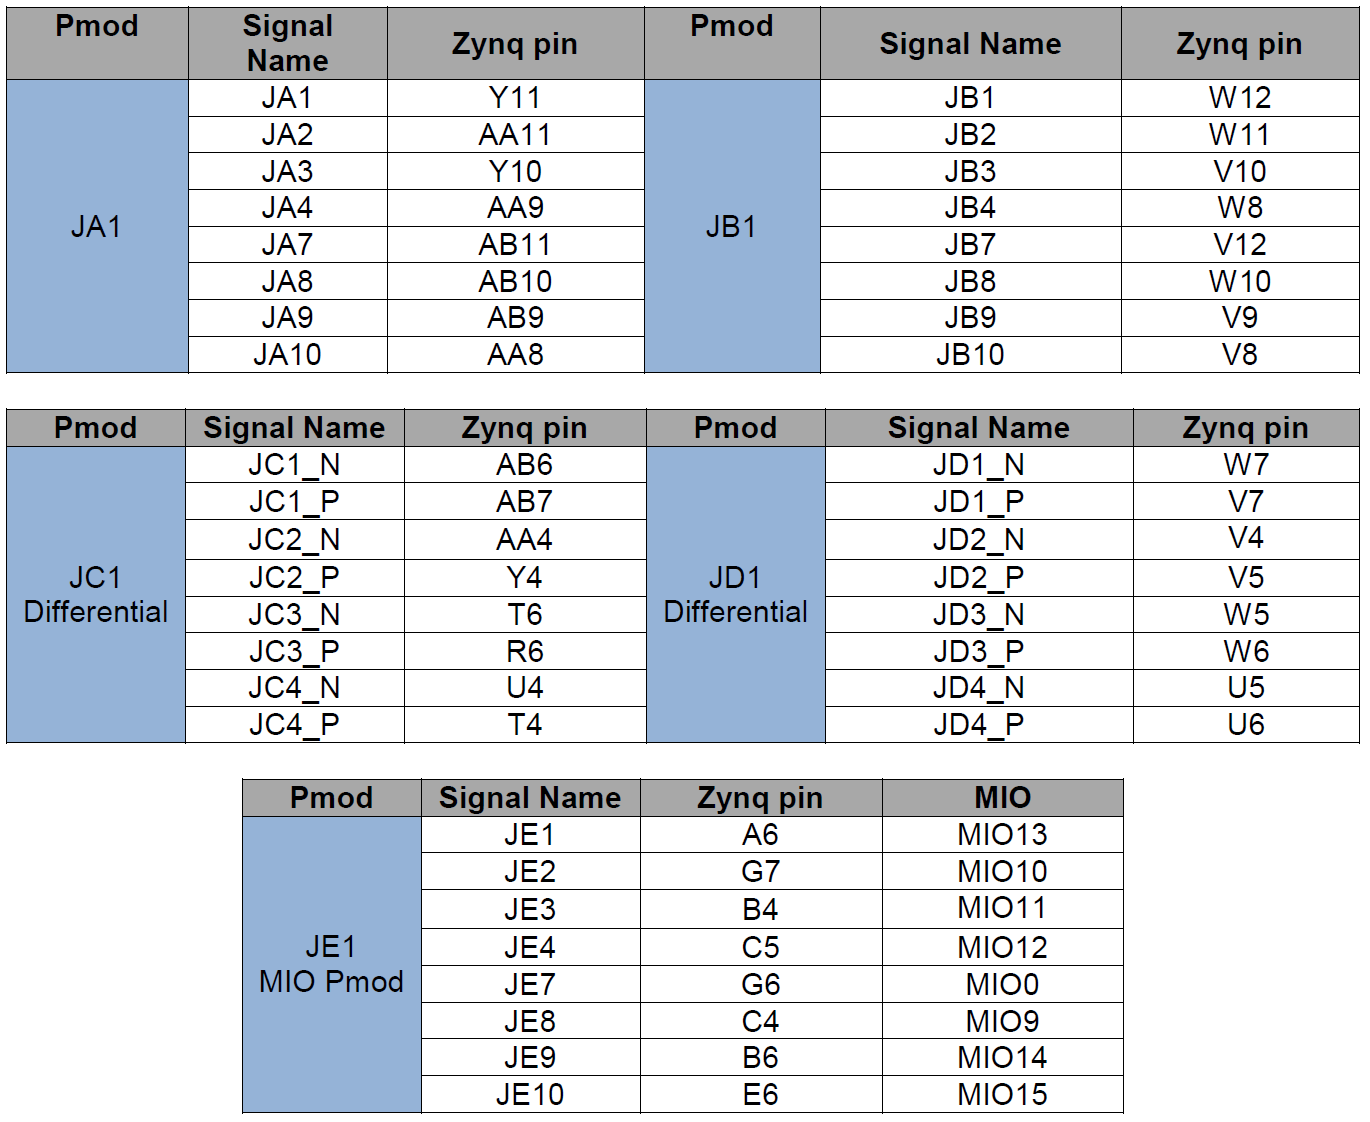 Pmod Signal Name Zynq pin Pmod Signal Name Zynq pin
JA1 JA1 Y11 JB1 JB1 W12
JA2 AA11 JB2 W11
JA3 Y10 JB3 V10
JA4 AA9 JB4 W8
JA7 AB11 JB7 V12
JA8 AB10 JB8 W10
JA9 AB9 JB9 V9
JA10 AA8 JB10 V8
Pmod Signal Name Zynq pin Pmod Signal Name Zynq pin
JC1 Differential JC1_N AB6 JD1 Differential JD1_N W7
JC1_P AB7 JD1_P V7
JC2_N AA4 JD2_N V4
JC2_P Y4 JD2_P V5
JC3_N T6 JD3_N W5
JC3_P R6 JD3_P W6
JC4_N U4 JD4_N U5
JC4_P T4 JD4_P U6
Pmod Signal Name Zynq pin MIO
JE1 MIO Pmod JE1 A6 MIO13
JE2 G7 MIO10
JE3 B4 MIO11
JE4 C5 MIO12
JE7 G6 MIO0
JE8 C4 MIO9
JE9 B6 MIO14
JE10 E6 MIO15